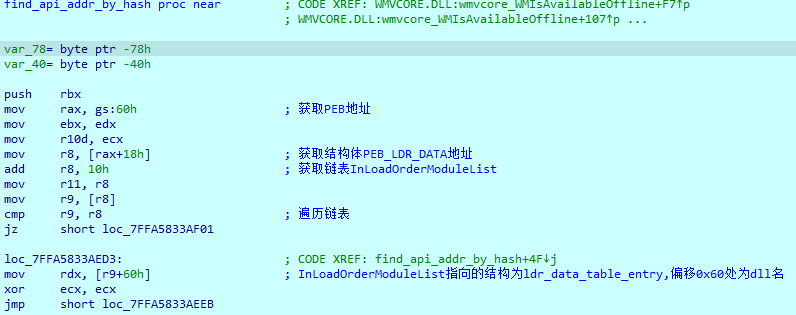 find_api_addr_by_hash proc near ; CODE XREF: WMVCORE.DLL:wmvcore_WMIsAvailableOffline+F7↑p
; WMVCORE.DLL:wmvcore_WMIsAvailableOffline+107↑p ...
var_78= byte ptr -78h
var_40= byte ptr -40h
push rbx
mov rax, gs:60h ; 获取PEB地址
mov ebx, edx
mov r10d, ecx
mov r8, [rax+18h] ; 获取结构体PEB_LDR_DATA地址
add r8, 10h ; 获取链表InLoadOrderModuleList
mov r11, r8
mov r9, [r8]
cmp r9, r8 ; 遍历链表
jz short loc_7FFA5833AF01
loc_7FFA5833AED3: ; CODE XREF: find_api_addr_by_hash+4F↓j
mov rdx, [r9+60h] ; InLoadOrderModuleList指向的结构为ldr_data_table_entry,偏移0x60处为dll名
xor ecx, ecx
jmp short loc_7FFA5833AEEB